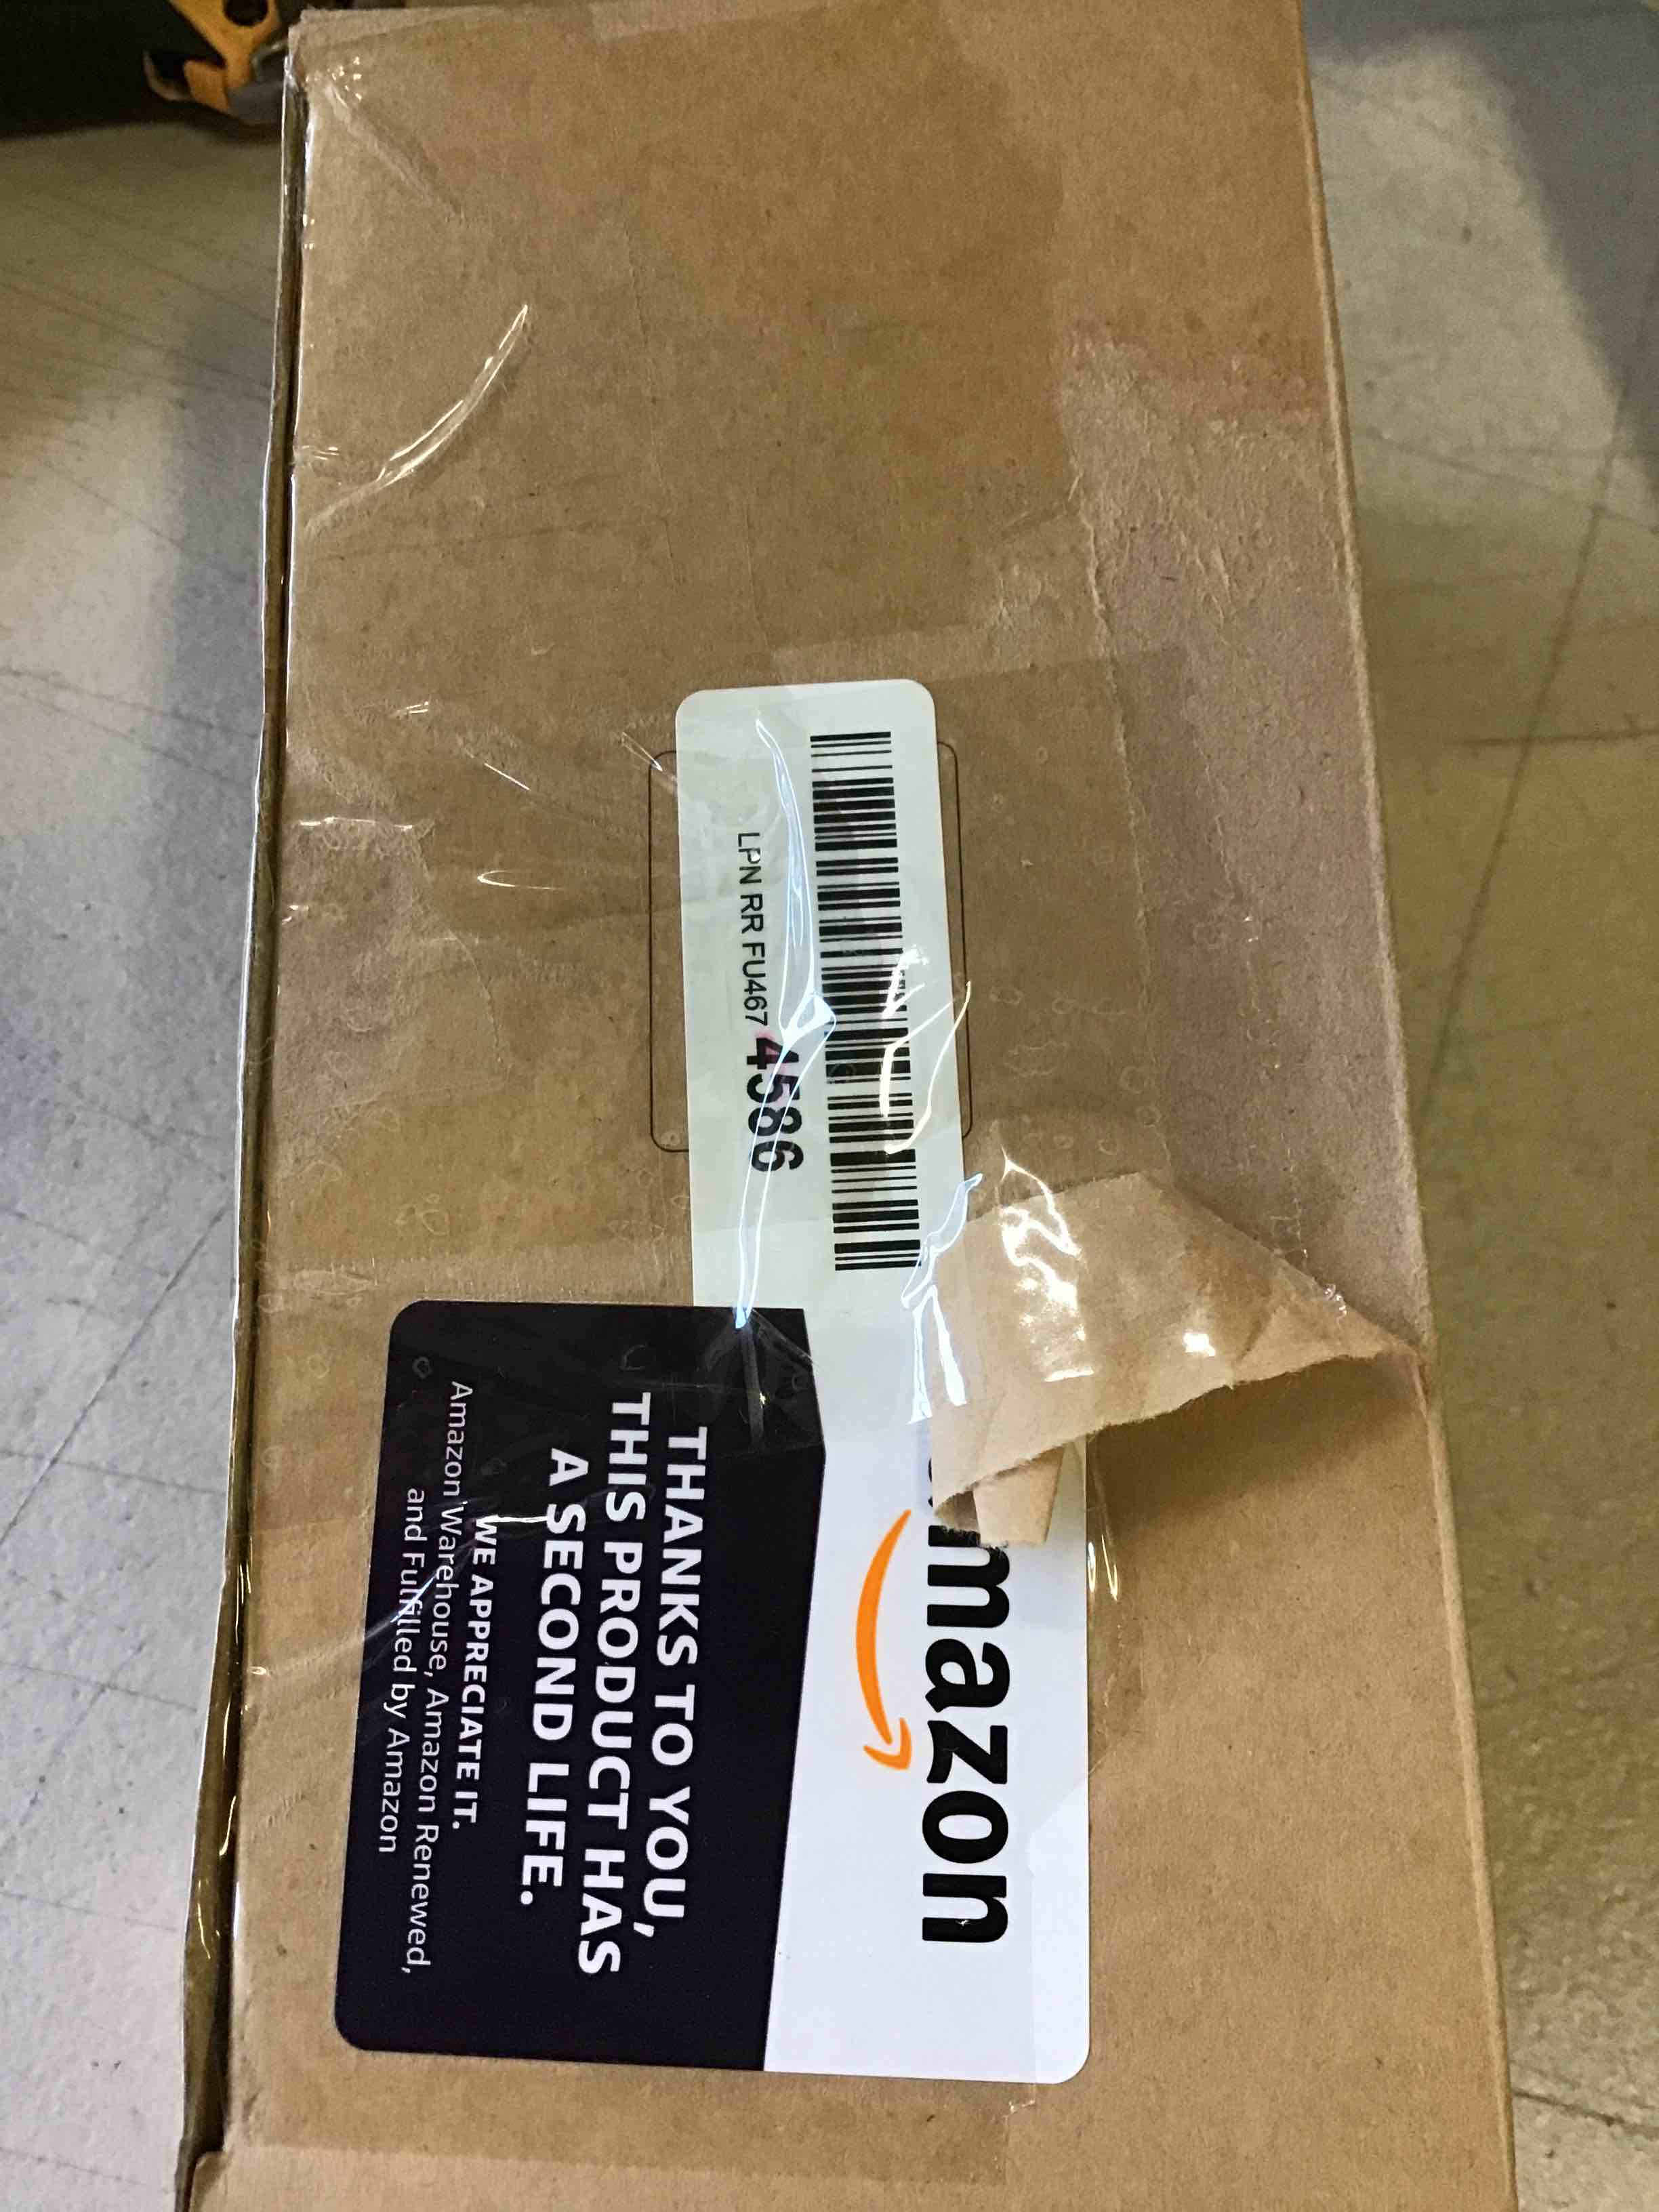 LPN RR FU467 4586
amazon
THANKS TO YOU,
THIS PRODUCT HAS
A SECOND LIFE.
WE APPRECIATE IT.
Amazon Warehouse, Amazon Renewed,
and Fulfilled by Amazon